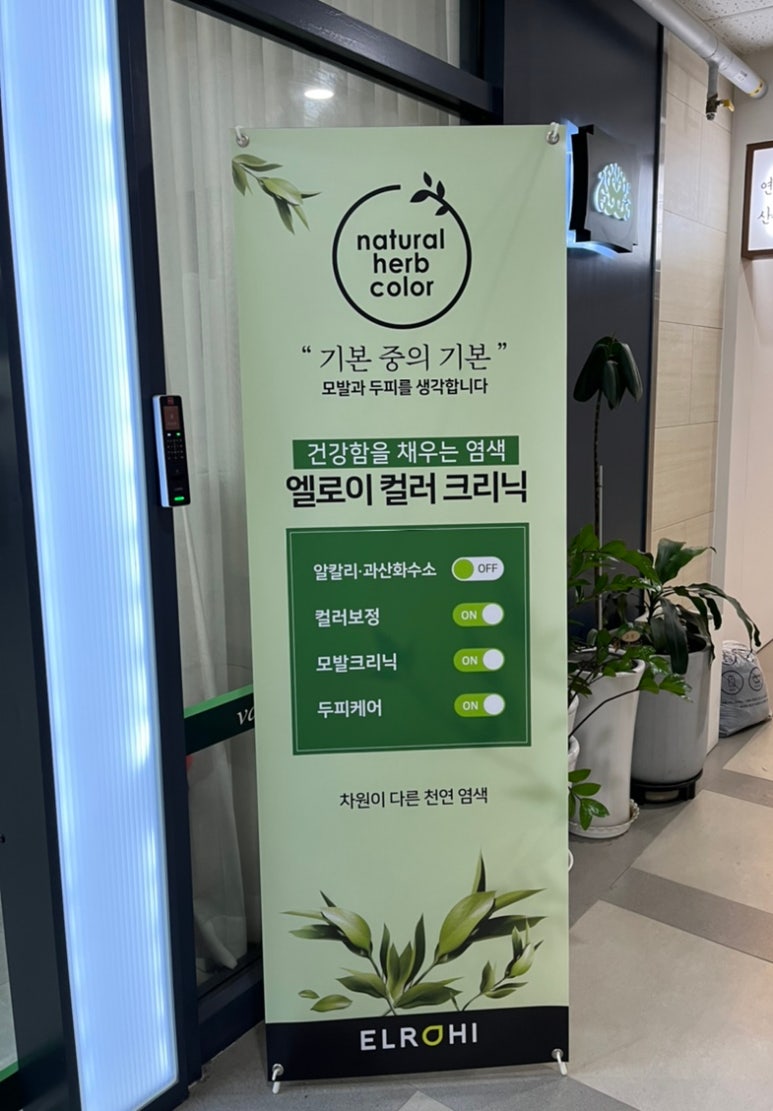 natural
herb
color
“ 기본 중의 기본 ”
모발과 두피를 생각합니다
건강함을 채우는 염색
엘로이 컬러 크리닉
알칼리·과산화수소 OFF
컬러보정 ON
모발크리닉 ON
두피케어 ON
차원이 다른 천연 염색
ELROHI
연
산